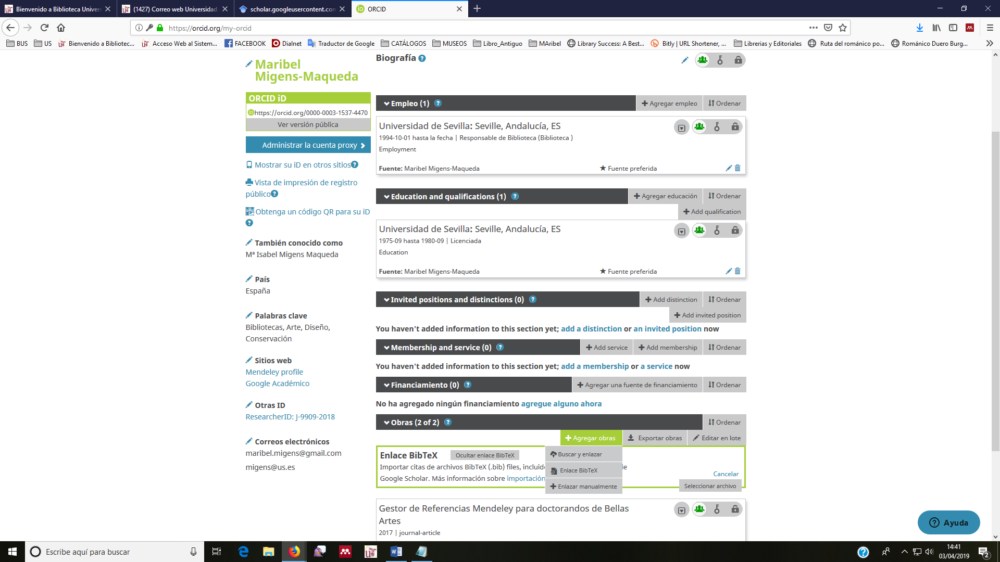 Bienvenido a Biblioteca Univers
(1427) Correo web Universidad
scholar.googleusercontent.con
ORCID
https://orcid.org/my-orcid
BUS
US
Bienvenido a Bibliotec...
Acceso Web al Sistem...
FACEBOOK
Dialnet
Traductor de Google
CATÁLOGOS
MUSEOS
Libro_Antiguo
MAribel
Library Success: A Best...
Bitly | URL Shortener, ...
Librerias y Editoriales
Ruta del románico po...
Románico Duero Burg...
Maribel
Migens-Maqueda
ORCID iD
https://orcid.org/0000-0003-1537-4470
Ver versión pública
Administrar la cuenta proxy
Mostrar su iD en otros sitios
Vista de impresión de registro
público
Obtenga un código QR para su iD
También conocido como
Mª Isabel Migens Maqueda
País
España
Palabras clave
Bibliotecas, Arte, Diseño,
Conservación
Sitios web
Mendeley profile
Google Académico
Otras ID
ResearcherID: J-9909-2018
Correos electrónicos
maribel.migens@gmail.com
migens@us.es
Biografía
Empleo (1)
Agregar empleo
Ordenar
Universidad de Sevilla: Seville, Andalucía, ES
1994-10-01 hasta la fecha | Responsable de Biblioteca (Biblioteca )
Employment
Fuente: Maribel Migens-Maqueda
Fuente preferida
Education and qualifications (1)
Agregar educación
Ordenar
Add qualification
Universidad de Sevilla: Seville, Andalucía, ES
1975-09 hasta 1980-09 | Licenciada
Education
Fuente: Maribel Migens-Maqueda
Fuente preferida
Invited positions and distinctions (0)
Add distinction
Ordenar
Add invited position
You haven't added information to this section yet; add a distinction or an invited position now
Membership and service (0)
Add service
Add membership
Ordenar
You haven't added information to this section yet; add a membership or a service now
Financiamiento (0)
Agregar una fuente de financiamiento
Ordenar
No ha agregado ningún financiamiento agregue alguno ahora
Obras (2 of 2)
Ordenar
Agregar obras
Exportar obras
Editar en lote
Enlace BibTeX
Ocultar enlace BibTeX
Buscar y enlazar
Importar citas de archivos BibTeX (.bib) files, incluido
Enlace BibTeX
le
Google Scholar. Más información sobre importación
Enlazar manualmente
Cancelar
Seleccionar archivo
Gestor de Referencias Mendeley para doctorandos de Bellas
Artes
2017 | journal-article
Ayuda
Escribe aquí para buscar
14:41
03/04/2019
2